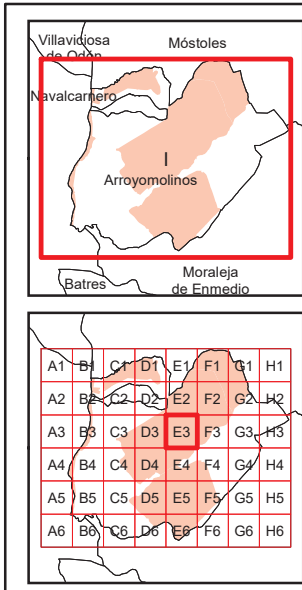 Villaviciosa
de Odón
Móstoles
Navalcarnero
I
Arroyomolinos
Batres
Moraleja
de Enmedio
A1 B1 C1 D1 E1 F1 G1 H1
A2 B2 C2 D2 E2 F2 G2 H2
A3 B3 C3 D3 E3 F3 G3 H3
A4 B4 C4 D4 E4 F4 G4 H4
A5 B5 C5 D5 E5 F5 G5 H5
A6 B6 C6 D6 E6 F6 G6 H6